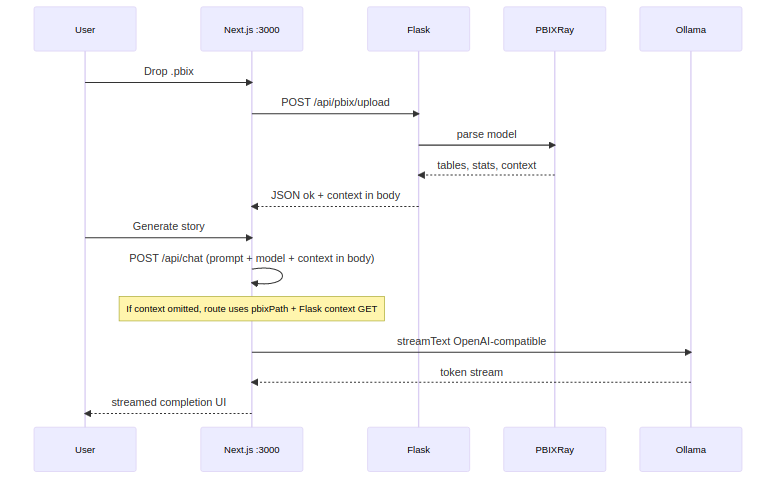 User
Next.js :3000
Flask
PBIXRay
Ollama
Drop .pbix
POST /api/pbix/upload
parse model
tables, stats, context
JSON ok + context in body
Generate story
POST /api/chat (prompt + model + context in body)
If context omitted, route uses pbixPath + Flask context GET
streamText OpenAI-compatible
token stream
streamed completion UI
User
Next.js :3000
Flask
PBIXRay
Ollama